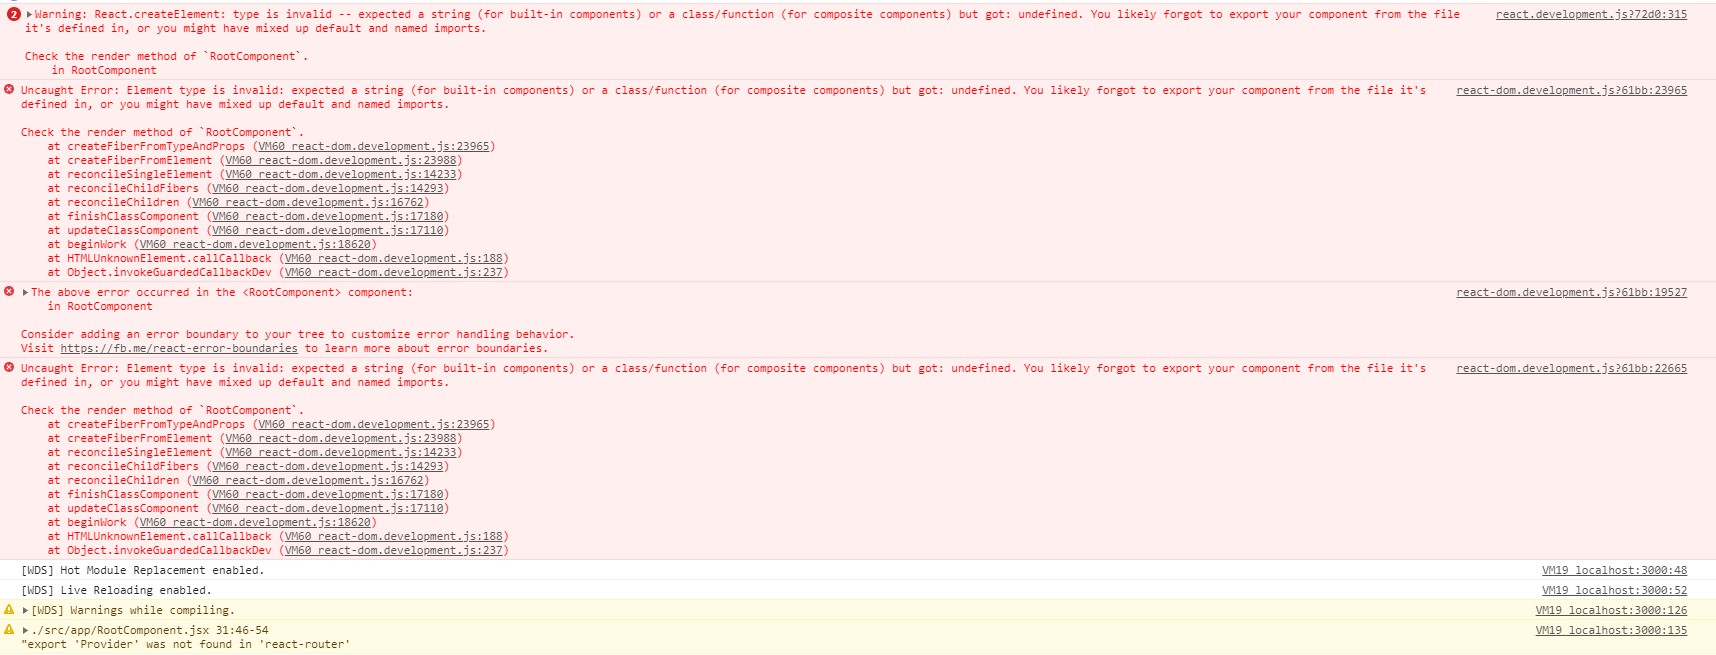 2 Warning: React.createElement: type is invalid -- expected a string (for built-in components) or a class/function (for composite components) but got: undefined. You likely forgot to export your component from the file react.development.js?72d0:315
it's defined in, or you might have mixed up default and named imports.
Check the render method of `RootComponent`.
in RootComponent
Uncaught Error: Element type is invalid: expected a string (for built-in components) or a class/function (for composite components) but got: undefined. You likely forgot to export your component from the file it's react-dom.development.js?61bb:23965
defined in, or you might have mixed up default and named imports.
Check the render method of `RootComponent`.
at createFiberFromTypeAndProps (VM60 react-dom.development.js:23965)
at createFiberFromElement (VM60 react-dom.development.js:23988)
at reconcileSingleElement (VM60 react-dom.development.js:14233)
at reconcileChildFibers (VM60 react-dom.development.js:14293)
at reconcileChildren (VM60 react-dom.development.js:16762)
at finishClassComponent (VM60 react-dom.development.js:17180)
at updateClassComponent (VM60 react-dom.development.js:17110)
at beginWork (VM60 react-dom.development.js:18620)
at HTMLUnknownElement.callCallback (VM60 react-dom.development.js:188)
at Object.invokeGuardedCallbackDev (VM60 react-dom.development.js:237)
The above error occurred in the <RootComponent> component: react-dom.development.js?61bb:19527
in RootComponent
Consider adding an error boundary to your tree to customize error handling behavior.
Visit https://fb.me/react-error-boundaries to learn more about error boundaries.
Uncaught Error: Element type is invalid: expected a string (for built-in components) or a class/function (for composite components) but got: undefined. You likely forgot to export your component from the file it's react-dom.development.js?61bb:22665
defined in, or you might have mixed up default and named imports.
Check the render method of `RootComponent`.
at createFiberFromTypeAndProps (VM60 react-dom.development.js:23965)
at createFiberFromElement (VM60 react-dom.development.js:23988)
at reconcileSingleElement (VM60 react-dom.development.js:14233)
at reconcileChildFibers (VM60 react-dom.development.js:14293)
at reconcileChildren (VM60 react-dom.development.js:16762)
at finishClassComponent (VM60 react-dom.development.js:17180)
at updateClassComponent (VM60 react-dom.development.js:17110)
at beginWork (VM60 react-dom.development.js:18620)
at HTMLUnknownElement.callCallback (VM60 react-dom.development.js:188)
at Object.invokeGuardedCallbackDev (VM60 react-dom.development.js:237)
[WDS] Hot Module Replacement enabled. VM19 localhost:3000:48
[WDS] Live Reloading enabled. VM19 localhost:3000:52
[WDS] Warnings while compiling. VM19 localhost:3000:126
./src/app/RootComponent.jsx 31:46-54 VM19 localhost:3000:135
"export 'Provider' was not found in 'react-router'